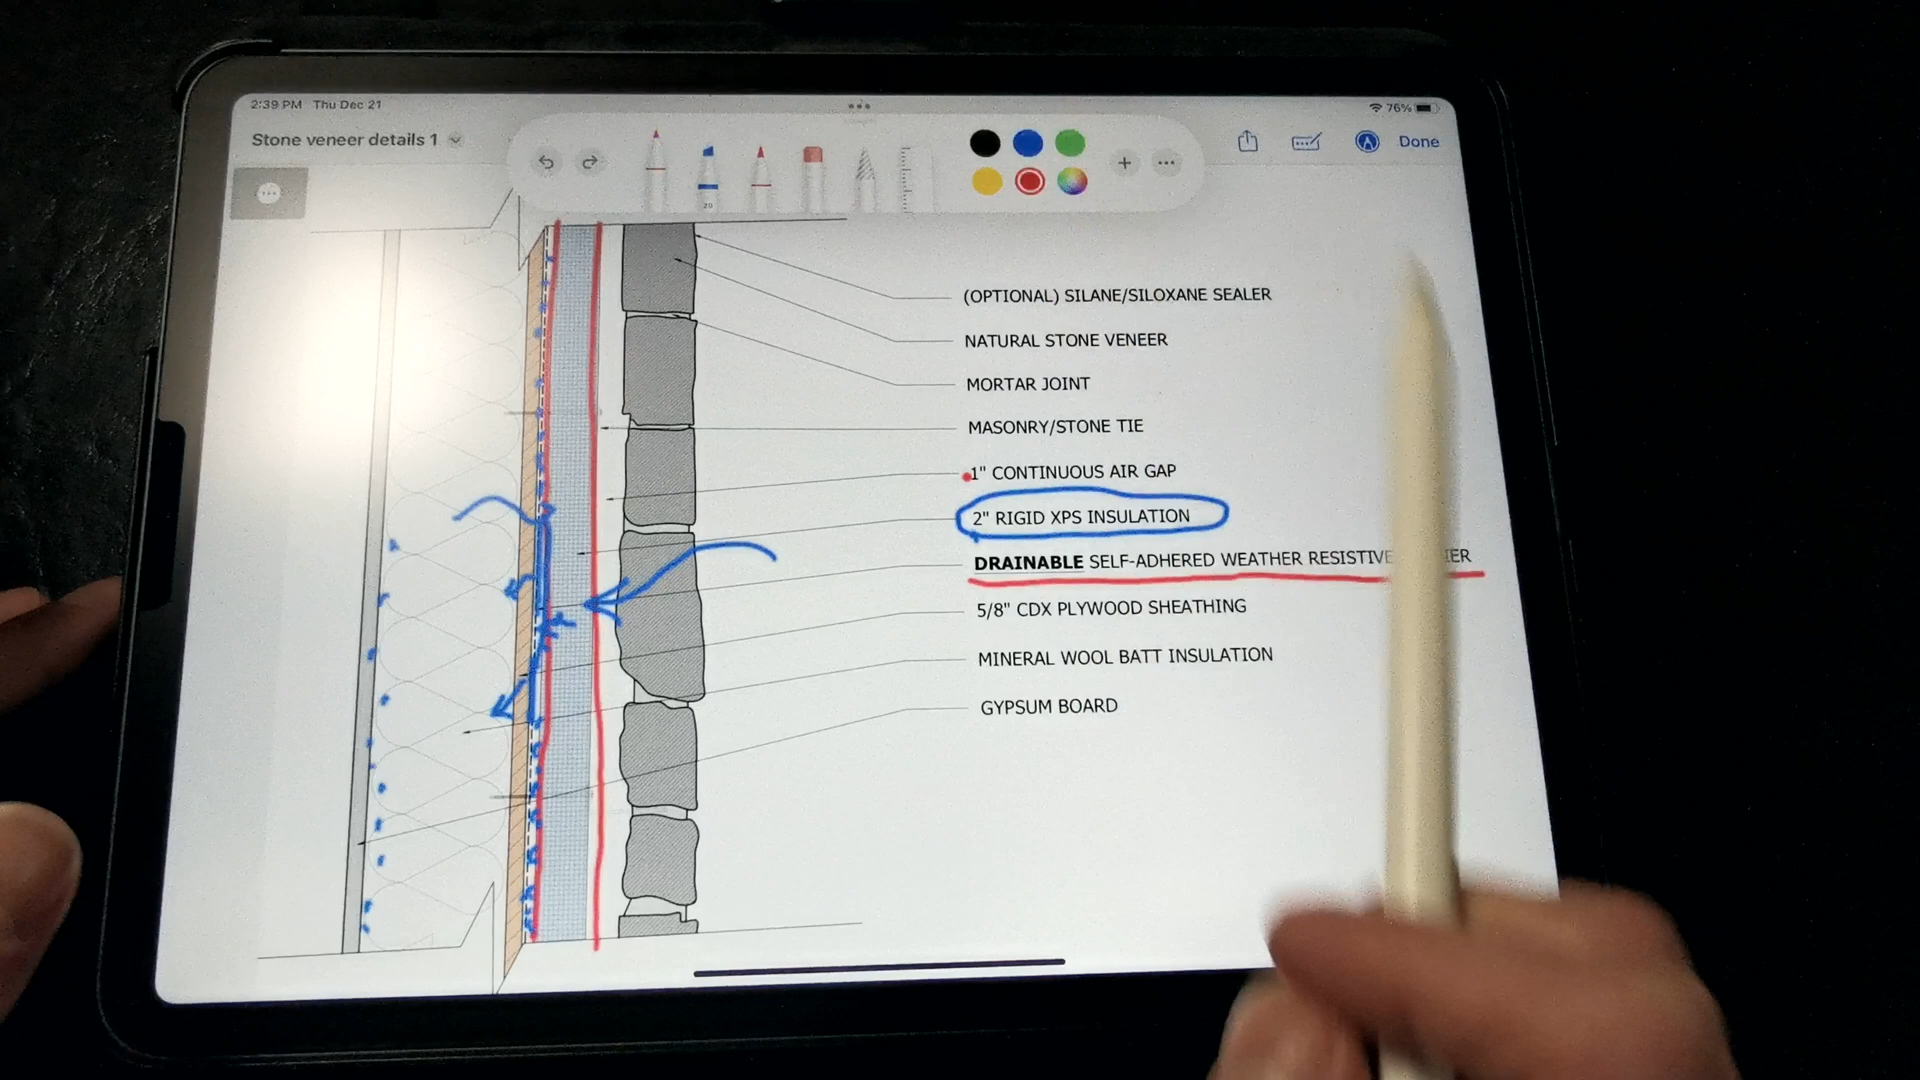 2:39 PM Thu Dec 21
76%
Stone veneer details 1
Done
20
(OPTIONAL) SILANE/SILOXANE SEALER
NATURAL STONE VENEER
MORTAR JOINT
MASONRY/STONE TIE
1" CONTINUOUS AIR GAP
2" RIGID XPS INSULATION
DRAINABLE SELF-ADHERED WEATHER RESISTIVE IER
5/8" CDX PLYWOOD SHEATHING
MINERAL WOOL BATT INSULATION
GYPSUM BOARD